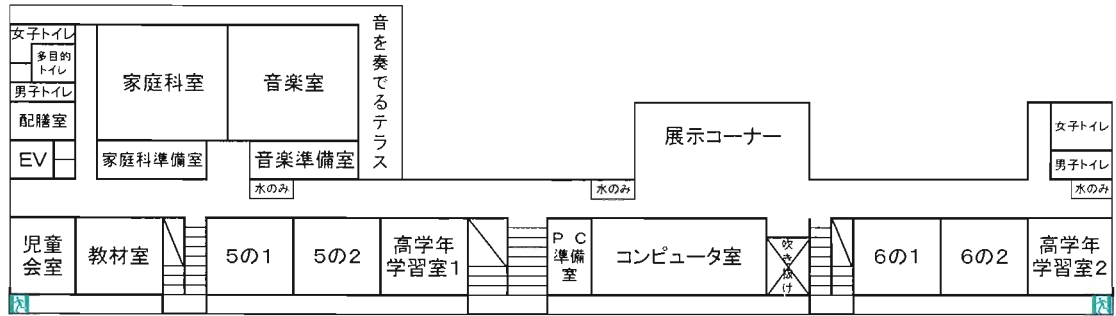 女子トイレ
多目的
トイレ
男子トイレ
配膳室
EV
家庭科室
音楽室
音を奏でるテラス
家庭科準備室
音楽準備室
水のみ
水のみ
展示コーナー
女子トイレ
男子トイレ
水のみ
児童
会室
教材室
5の1
5の2
高学年
学習室1
PC
準備
室
コンピュータ室
吹き抜け
6の1
6の2
高学年
学習室2